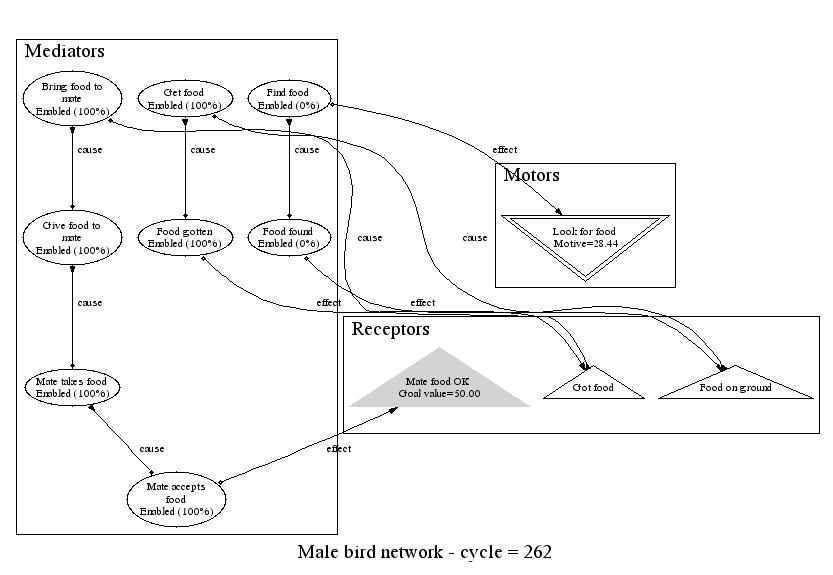 Mediators
Bring food to
mate
Enabled (100%)
Get food
Enabled (100%)
Find food
Enabled (0%)
cause
cause
cause
effect
Motors
Give food to
mate
Enabled (100%)
Food gotten
Enabled (100%)
Food found
Enabled (0%)
cause
cause
Look for food
Motive=28.44
cause
effect
effect
Receptors
Mate takes food
Enabled (100%)
Mate food OK
Goal value=50.00
Got food
Food on ground
cause
effect
Mate accepts
food
Enabled (100%)
Male bird network - cycle = 262